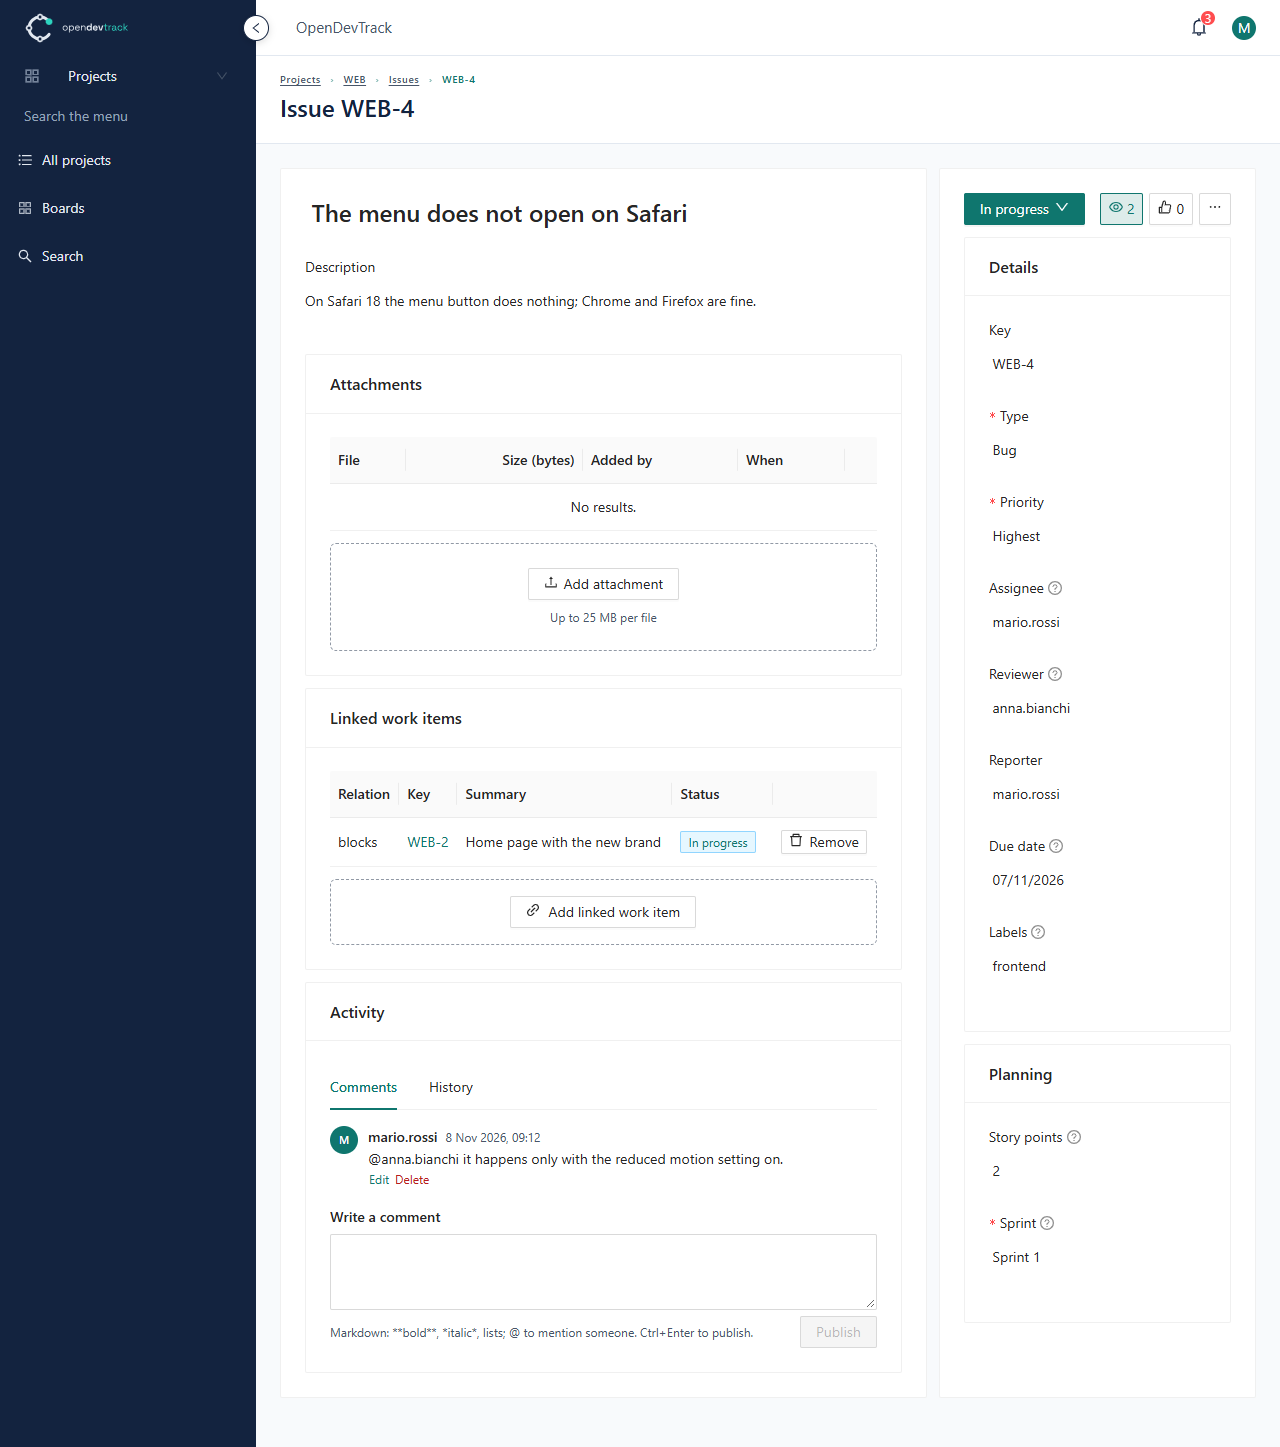 opendevtrack
Projects
Search the menu
All projects
Boards
Search
OpenDevTrack
3
M
Projects › WEB › Issues › WEB-4
Issue WEB-4
The menu does not open on Safari
Description
On Safari 18 the menu button does nothing; Chrome and Firefox are fine.
Attachments
File Size (bytes) Added by When
No results.
Add attachment
Up to 25 MB per file
Linked work items
Relation Key Summary Status
blocks WEB-2 Home page with the new brand In progress Remove
Add linked work item
Activity
Comments History
M mario.rossi 8 Nov 2026, 09:12
@anna.bianchi it happens only with the reduced motion setting on.
Edit Delete
Write a comment
Markdown: **bold**, *italic*, lists; @ to mention someone. Ctrl+Enter to publish. Publish
In progress 2 0 ...
Details
Key
WEB-4
* Type
Bug
* Priority
Highest
Assignee
mario.rossi
Reviewer
anna.bianchi
Reporter
mario.rossi
Due date
07/11/2026
Labels
frontend
Planning
Story points
2
* Sprint
Sprint 1